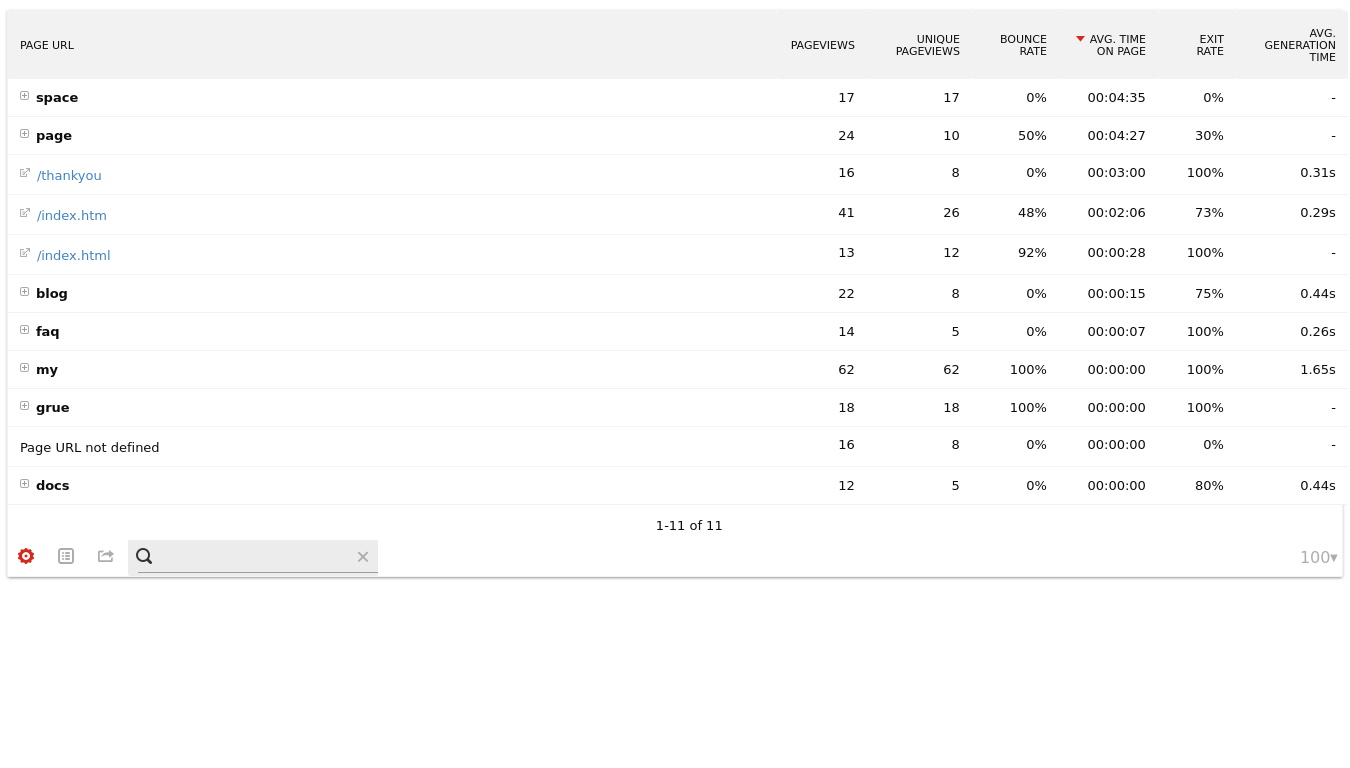 PAGE URL PAGEVIEWS UNIQUE PAGEVIEWS BOUNCE RATE AVG. TIME ON PAGE EXIT RATE AVG. GENERATION TIME
space 17 17 0% 00:04:35 0% -
page 24 10 50% 00:04:27 30% -
/thankyou 16 8 0% 00:03:00 100% 0.31s
/index.htm 41 26 48% 00:02:06 73% 0.29s
/index.html 13 12 92% 00:00:28 100% -
blog 22 8 0% 00:00:15 75% 0.44s
faq 14 5 0% 00:00:07 100% 0.26s
my 62 62 100% 00:00:00 100% 1.65s
grue 18 18 100% 00:00:00 100% -
Page URL not defined 16 8 0% 00:00:00 0% -
docs 12 5 0% 00:00:00 80% 0.44s
1-11 of 11
100▾